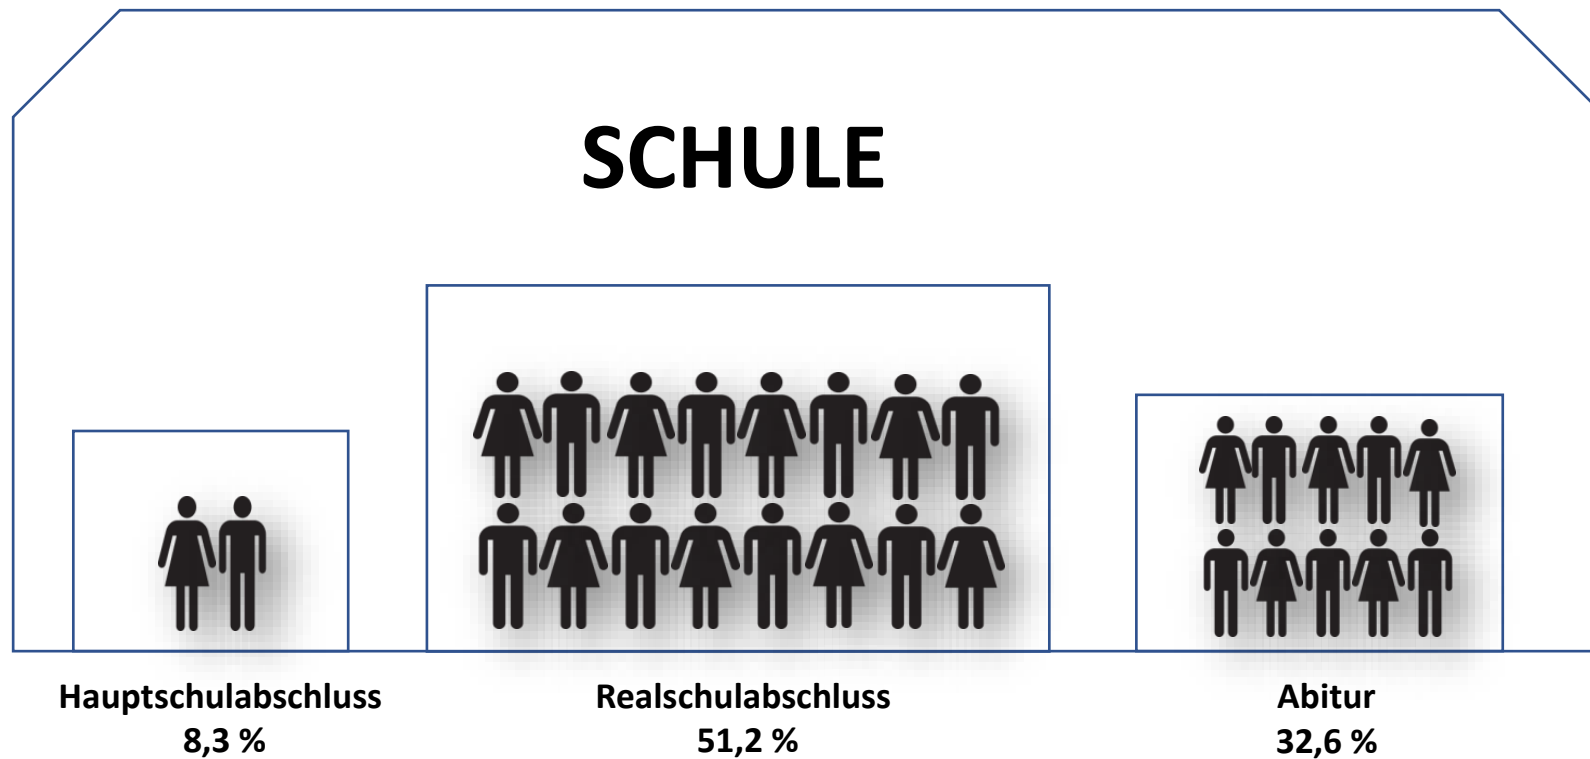 SCHULE
Hauptschulabschluss
8,3 %
Realschulabschluss
51,2 %
Abitur
32,6 %